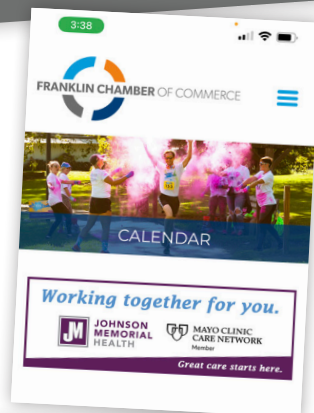 3:38
FRANKLIN CHAMBER OF COMMERCE
CALENDAR
Working together for you.
JM
JOHNSON
MEMORIAL
HEALTH
MAYO CLINIC
CARE NETWORK
Member
Great care starts here.